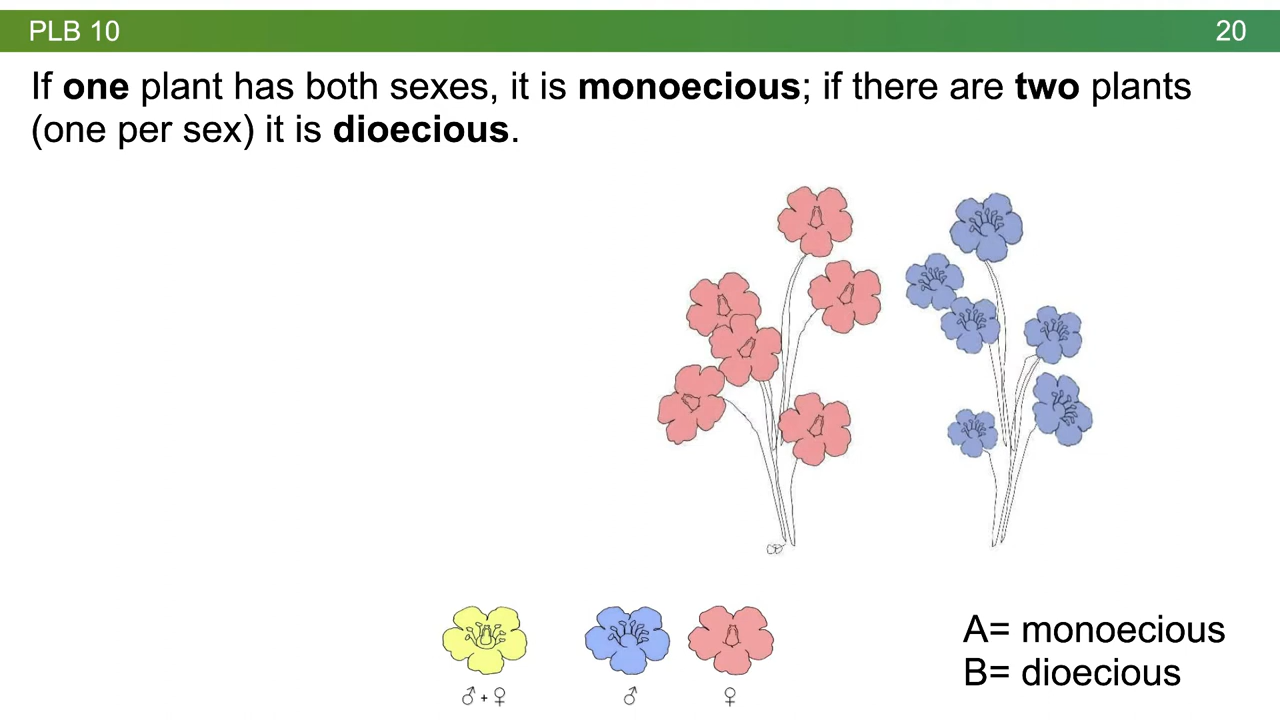 PLB 10
20
If one plant has both sexes, it is monoecious; if there are two plants
(one per sex) it is dioecious.
♂ + ♀
♂
♀
A= monoecious
B= dioecious